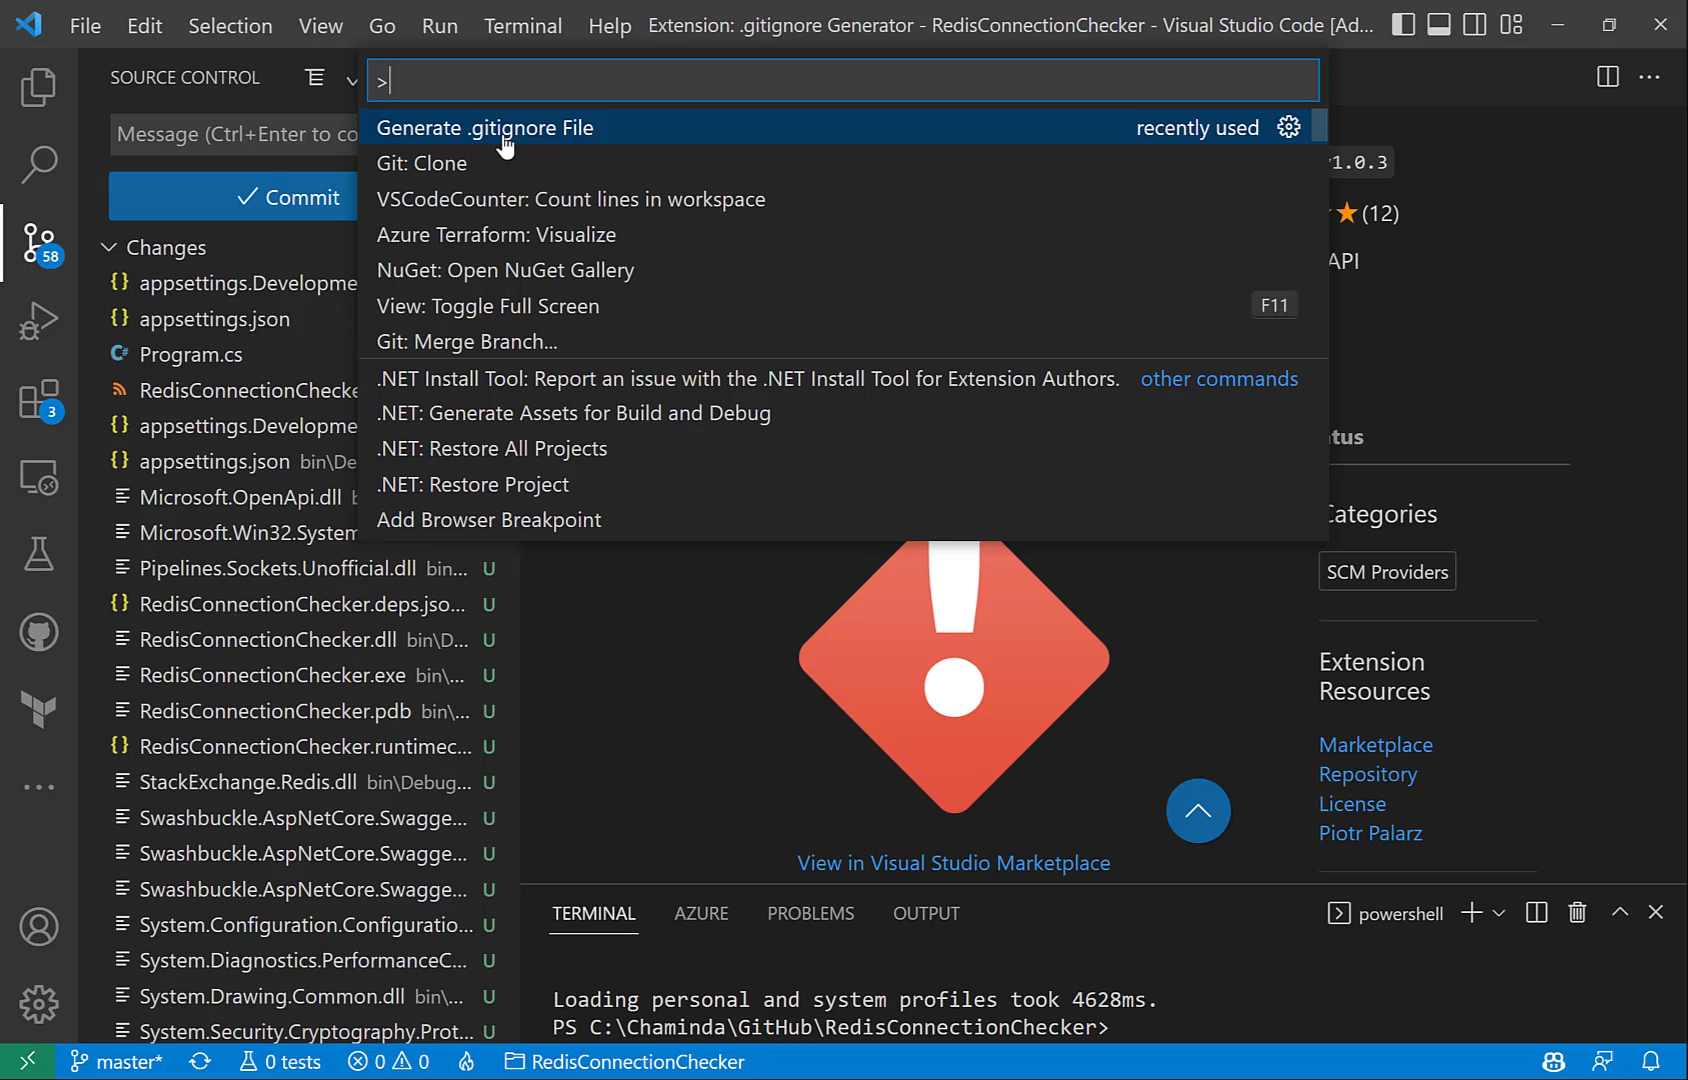 File Edit Selection View Go Run Terminal Help Extension: .gitignore Generator - RedisConnectionChecker - Visual Studio Code [Ad...
SOURCE CONTROL
>
Message (Ctrl+Enter to co
Commit
Changes
appsettings.Developme
appsettings.json
Program.cs
RedisConnectionChecke
appsettings.Developme
appsettings.json bin\De
Microsoft.OpenApi.dll
Microsoft.Win32.System
Pipelines.Sockets.Unofficial.dll bin... U
RedisConnectionChecker.deps.jso... U
RedisConnectionChecker.dll bin\D... U
RedisConnectionChecker.exe bin\... U
RedisConnectionChecker.pdb bin\... U
RedisConnectionChecker.runtimec... U
StackExchange.Redis.dll bin\Debug... U
Swashbuckle.AspNetCore.Swagge... U
Swashbuckle.AspNetCore.Swagge... U
Swashbuckle.AspNetCore.Swagge... U
System.Configuration.Configuratio... U
System.Diagnostics.PerformanceC... U
System.Drawing.Common.dll bin\... U
System.Security.Cryptography.Prot... U
58
3
Generate .gitignore File recently used
Git: Clone
VSCodeCounter: Count lines in workspace
Azure Terraform: Visualize
NuGet: Open NuGet Gallery
View: Toggle Full Screen F11
Git: Merge Branch...
.NET Install Tool: Report an issue with the .NET Install Tool for Extension Authors. other commands
.NET: Generate Assets for Build and Debug
.NET: Restore All Projects
.NET: Restore Project
Add Browser Breakpoint
v1.0.3
(12)
API
tus
Categories
SCM Providers
Extension
Resources
Marketplace
Repository
License
Piotr Palarz
View in Visual Studio Marketplace
TERMINAL AZURE PROBLEMS OUTPUT powershell
Loading personal and system profiles took 4628ms.
PS C:\Chaminda\GitHub\RedisConnectionChecker>
master* 0 tests 0 0 RedisConnectionChecker